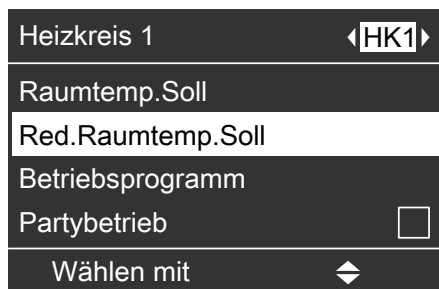 Heizkreis 1 HK1
Raumtemp.Soll
Red.Raumtemp.Soll
Betriebsprogramm
Partybetrieb
Wählen mit